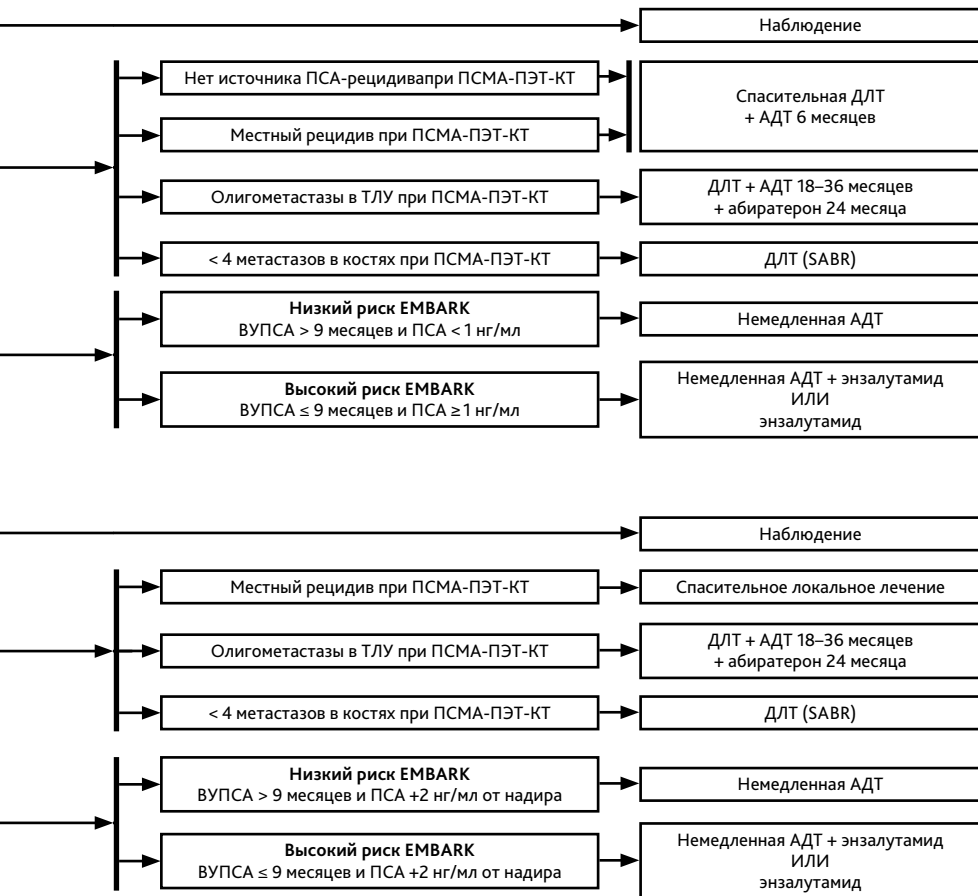 Наблюдение
Нет источника ПСА-рецидивапри ПСМА-ПЭТ-КТ
Местный рецидив при ПСМА-ПЭТ-КТ
Спасительная ДЛТ
+ АДТ 6 месяцев
Олигометастазы в ТЛУ при ПСМА-ПЭТ-КТ
ДЛТ + АДТ 18–36 месяцев
+ абиратерон 24 месяца
< 4 метастазов в костях при ПСМА-ПЭТ-КТ
ДЛТ (SABR)
Низкий риск EMBARK
ВУПСА > 9 месяцев и ПСА < 1 нг/мл
Немедленная АДТ
Высокий риск EMBARK
ВУПСА ≤ 9 месяцев и ПСА ≥ 1 нг/мл
Немедленная АДТ + энзалутамид
ИЛИ
энзалутамид
Наблюдение
Местный рецидив при ПСМА-ПЭТ-КТ
Спасительное локальное лечение
Олигометастазы в ТЛУ при ПСМА-ПЭТ-КТ
ДЛТ + АДТ 18–36 месяцев
+ абиратерон 24 месяца
< 4 метастазов в костях при ПСМА-ПЭТ-КТ
ДЛТ (SABR)
Низкий риск EMBARK
ВУПСА > 9 месяцев и ПСА +2 нг/мл от надира
Немедленная АДТ
Высокий риск EMBARK
ВУПСА ≤ 9 месяцев и ПСА +2 нг/мл от надира
Немедленная АДТ + энзалутамид
ИЛИ
энзалутамид